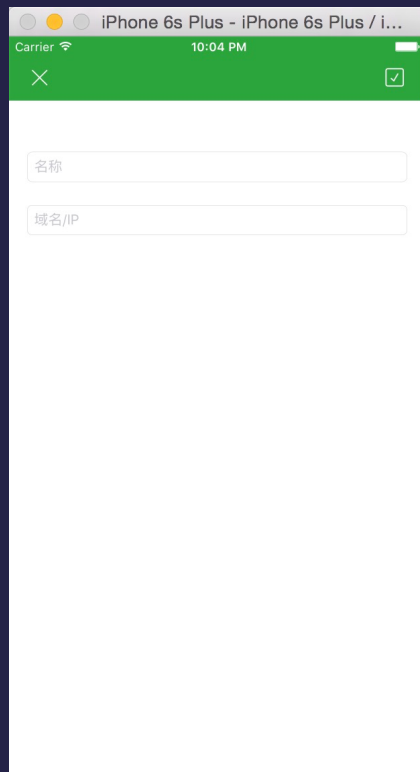 iPhone 6s Plus - iPhone 6s Plus / i...
Carrier 10:04 PM
名称
域名/IP